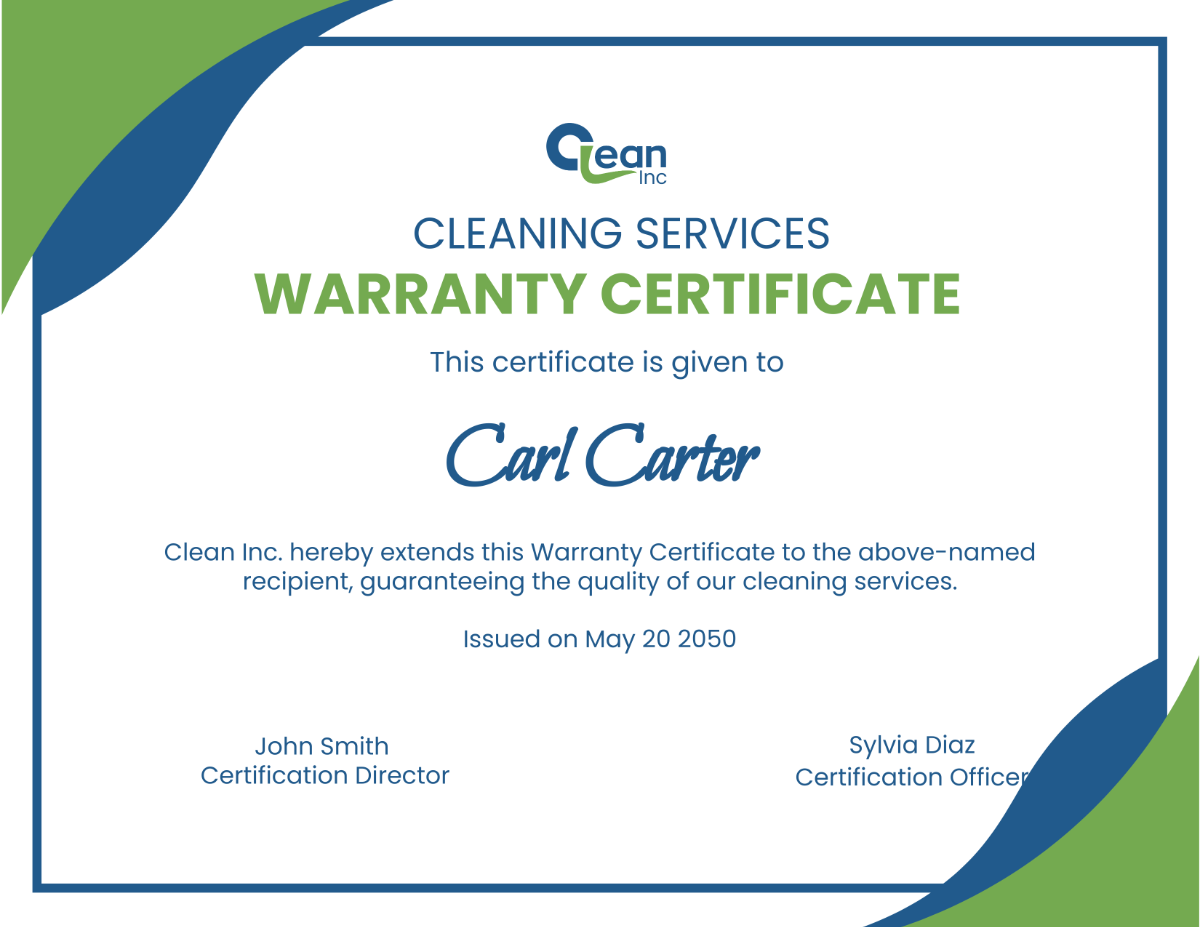 Clean
Inc
CLEANING SERVICES
WARRANTY CERTIFICATE
This certificate is given to
Carl Carter
Clean Inc. hereby extends this Warranty Certificate to the above-named
recipient, guaranteeing the quality of our cleaning services.
Issued on May 20 2050
John Smith
Certification Director
Sylvia Diaz
Certification Officer